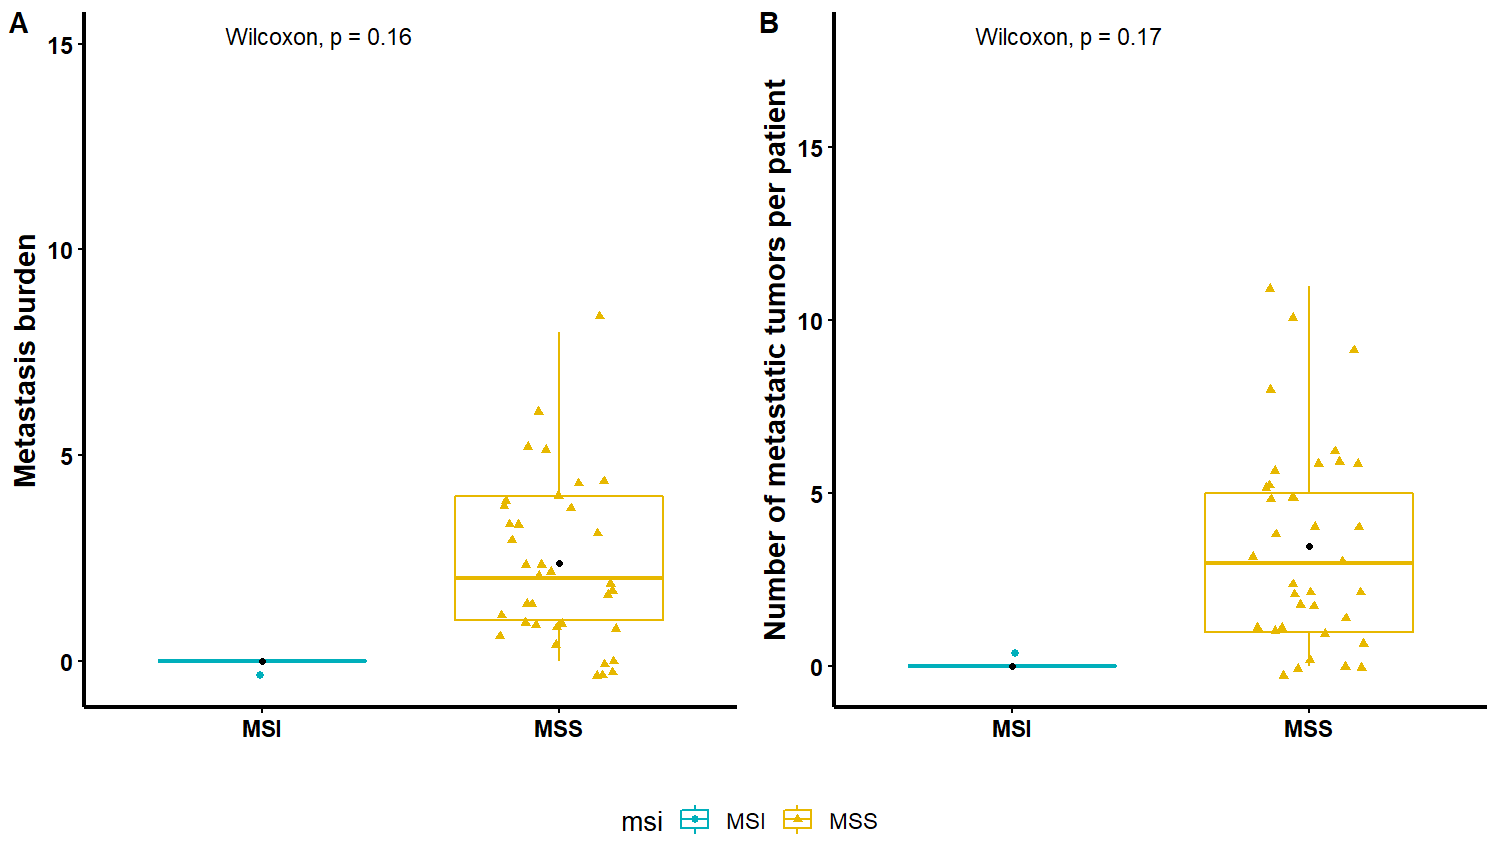 A
Wilcoxon, p = 0.16
Metastasis burden
15
10
5
0
MSI
MSS
B
Wilcoxon, p = 0.17
Number of metastatic tumors per patient
15
10
5
0
MSI
MSS
msi MSI MSS